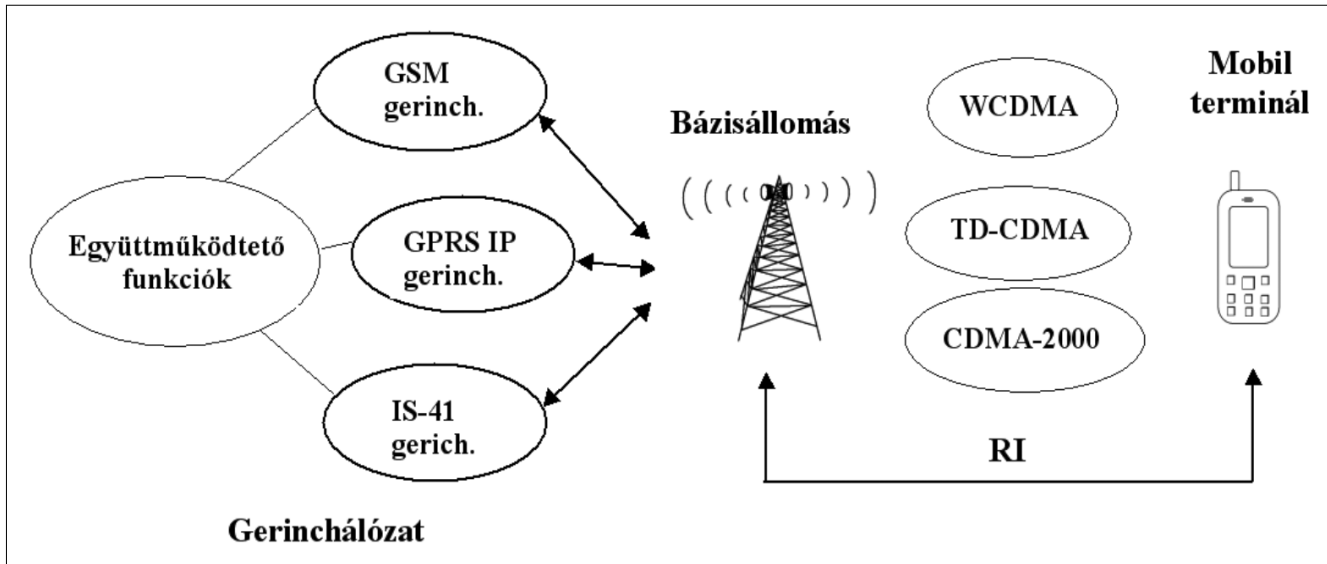 GSM
gerinch.
Együttműködtető
funkciók
GPRS IP
gerinch.
IS-41
gerich.
Gerinchálózat
Bázisállomás
WCDMA
TD-CDMA
CDMA-2000
Mobil
terminál
RI